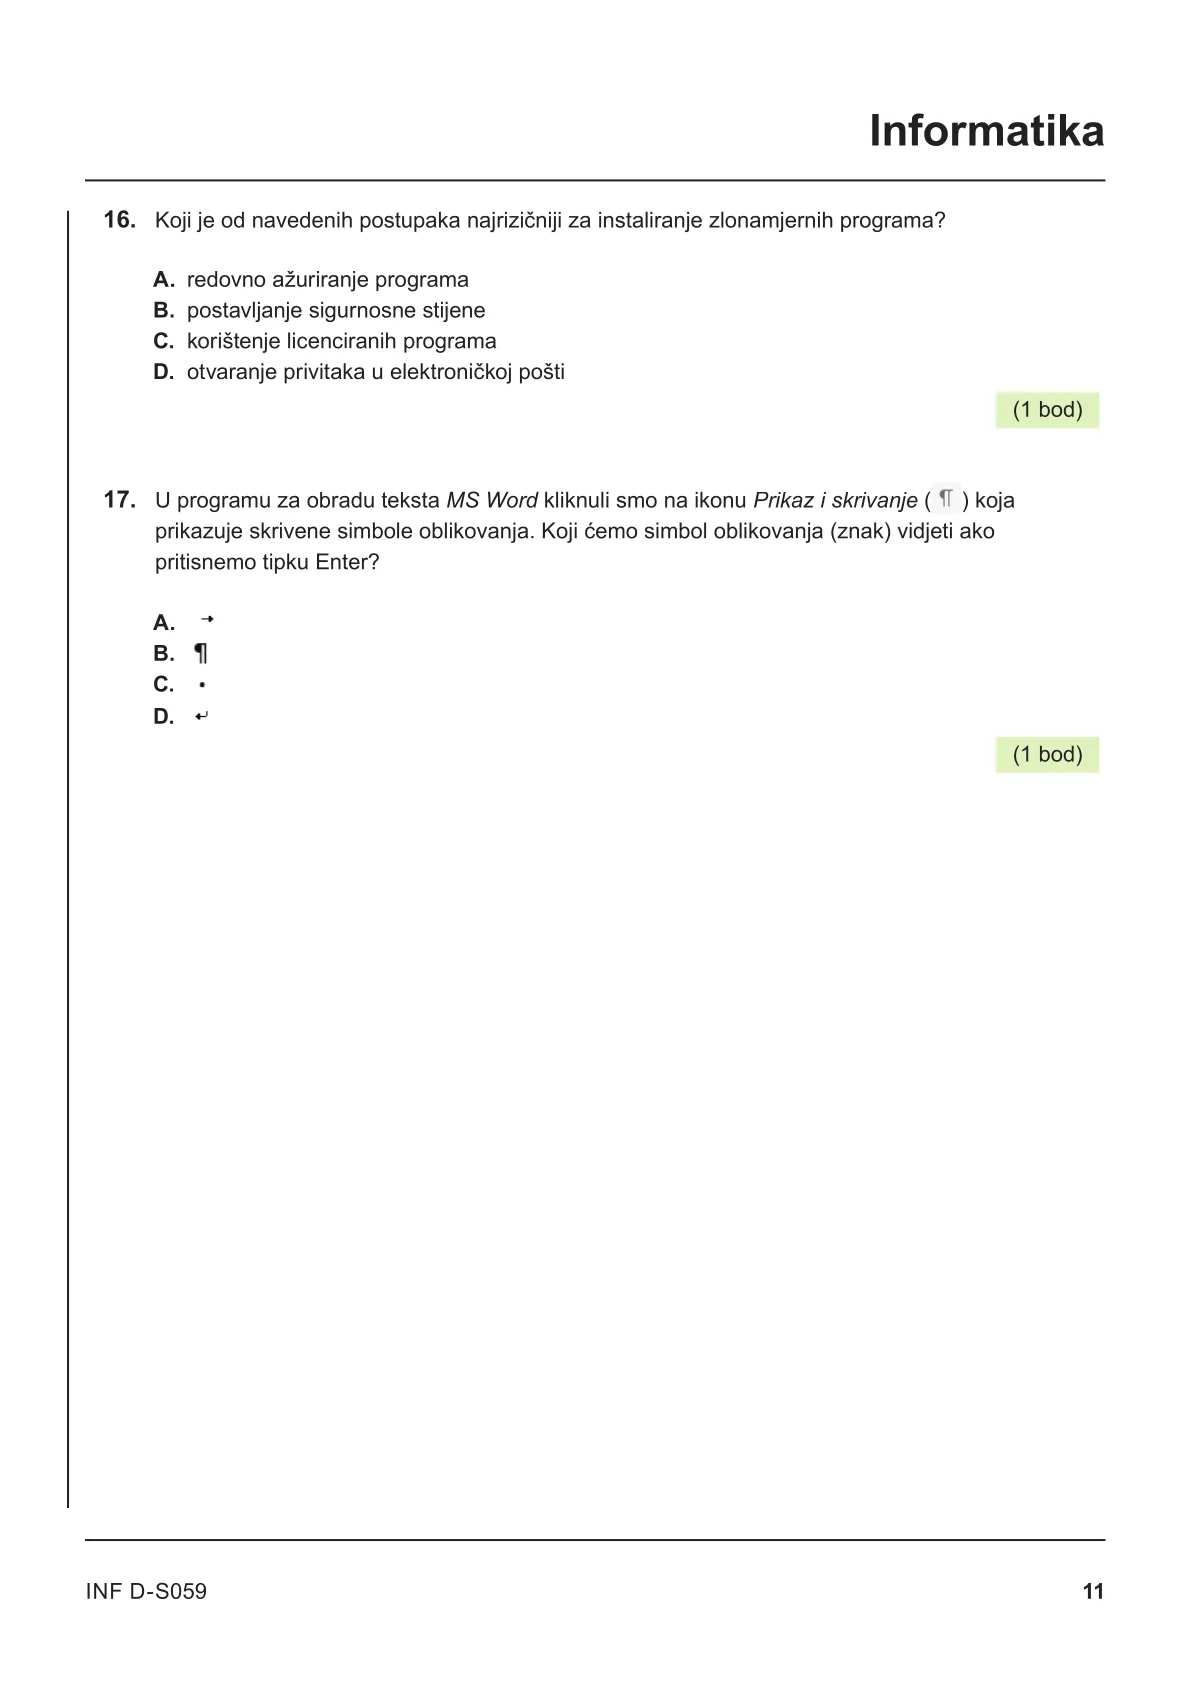 Informatika
16. Koji je od navedenih postupaka najrizičniji za instaliranje zlonamjernih programa?
A. redovno ažuriranje programa
B. postavljanje sigurnosne stijene
C. korištenje licenciranih programa
D. otvaranje privitaka u elektroničkoj pošti
(1 bod)
17. U programu za obradu teksta MS Word kliknuli smo na ikonu Prikaz i skrivanje ( ¶ ) koja
prikazuje skrivene simbole oblikovanja. Koji ćemo simbol oblikovanja (znak) vidjeti ako
pritisnemo tipku Enter?
A. →
B. ¶
C. ·
D. ↵
(1 bod)
INF D-S059
11